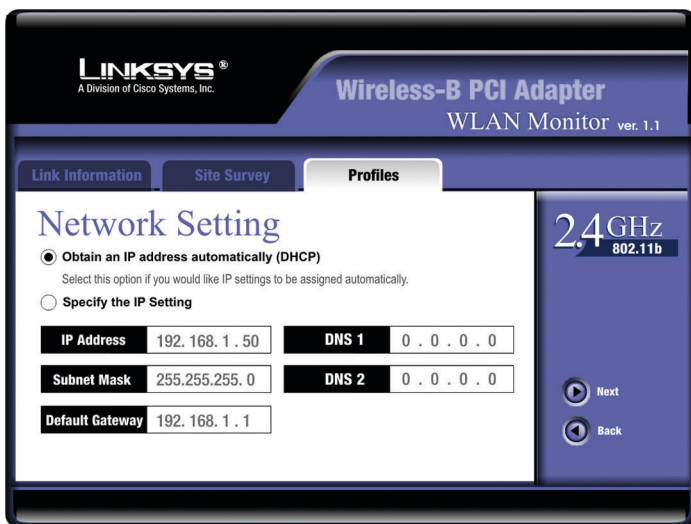 LINKSYS®
A Division of Cisco Systems, Inc.
Wireless-B PCI Adapter
WLAN Monitor ver. 1.1
Link Information
Site Survey
Profiles
Network Setting
Obtain an IP address automatically (DHCP)
Select this option if you would like IP settings to be assigned automatically.
Specify the IP Setting
IP Address 192. 168. 1 . 50
DNS 1 0 . 0 . 0 . 0
Subnet Mask 255.255.255. 0
DNS 2 0 . 0 . 0 . 0
Default Gateway 192. 168. 1 . 1
2.4 GHz
802.11b
Next
Back